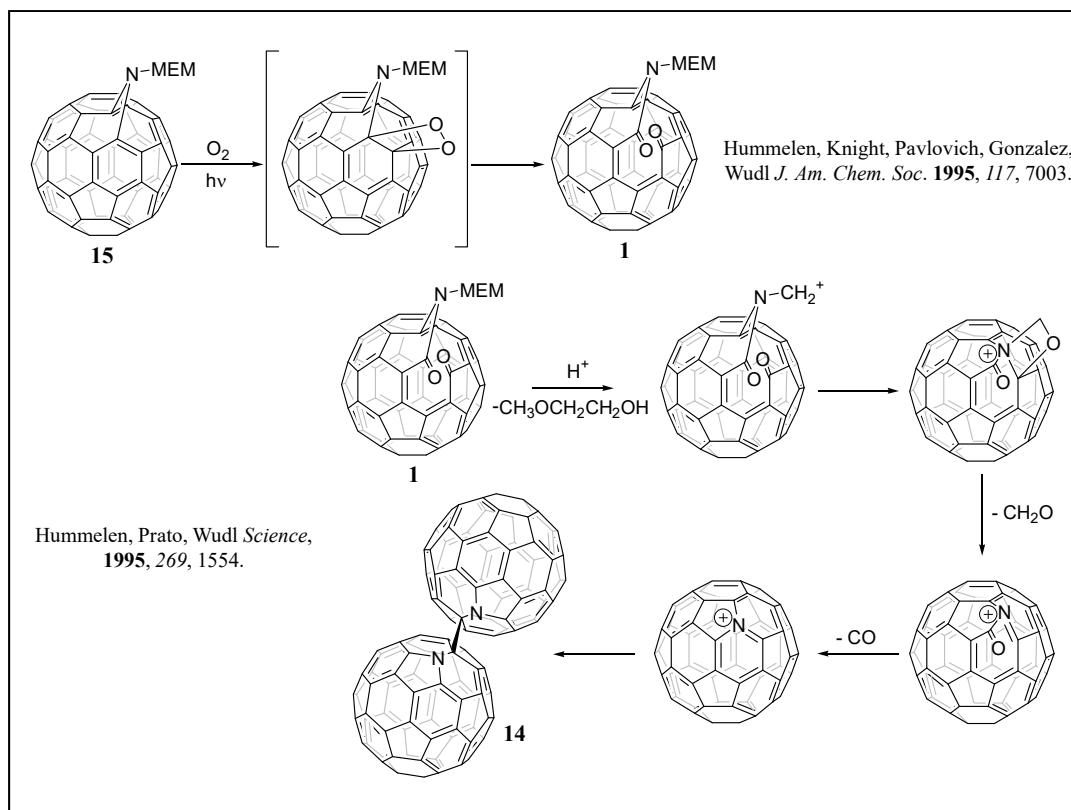 N-MEM
N-MEM
O
O
N-MEM
O
O
O2
hν
Hummelen, Knight, Pavlovich, Gonzalez,
Wudl J. Am. Chem. Soc. 1995, 117, 7003.
15
1
N-MEM
O
O
H+
-CH3OCH2CH2OH
N-CH2+
O
O
+
N
O
O
1
- CH2O
Hummelen, Prato, Wudl Science,
1995, 269, 1554.
N
N
14
+
N
- CO
+
N
O